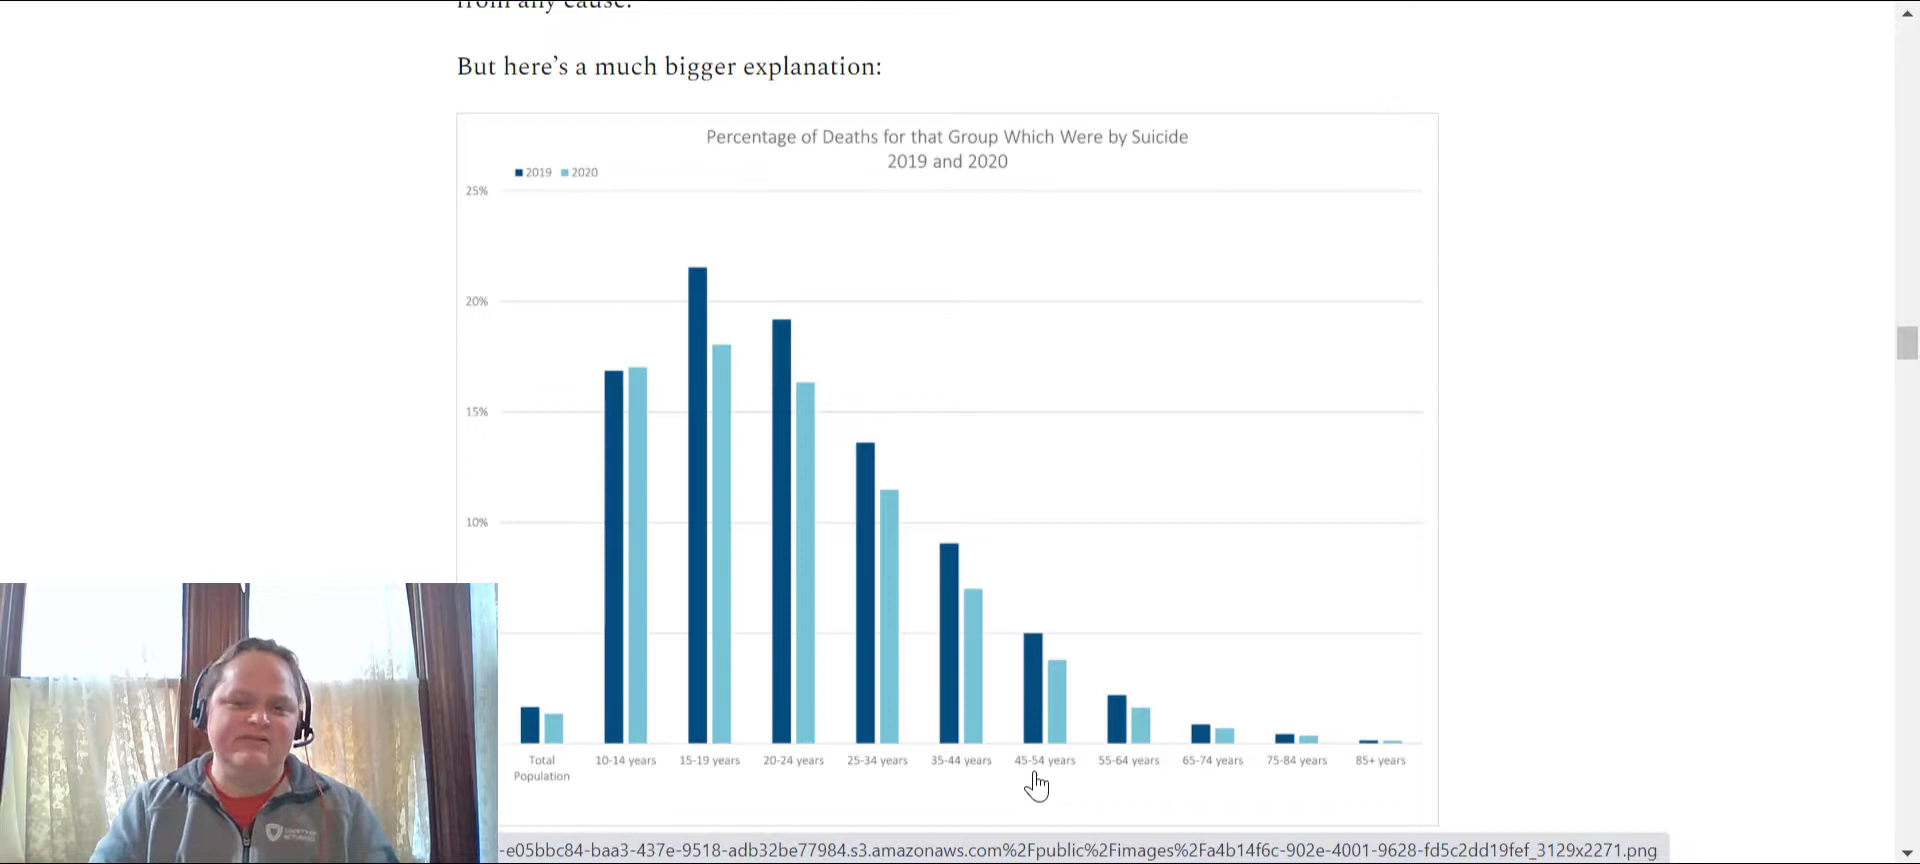 from any cause.
But here’s a much bigger explanation:
Percentage of Deaths for that Group Which Were by Suicide
2019 and 2020
2019 2020
25%
20%
15%
10%
Total Population
10-14 years
15-19 years
20-24 years
25-34 years
35-44 years
45-54 years
55-64 years
65-74 years
75-84 years
85+ years
-e05bbc84-baa3-437e-9518-adb32be77984.s3.amazonaws.com%2Fpublic%2Fimages%2Fa4b14f6c-902e-4001-9628-fd5c2dd19fef_3129x2271.png